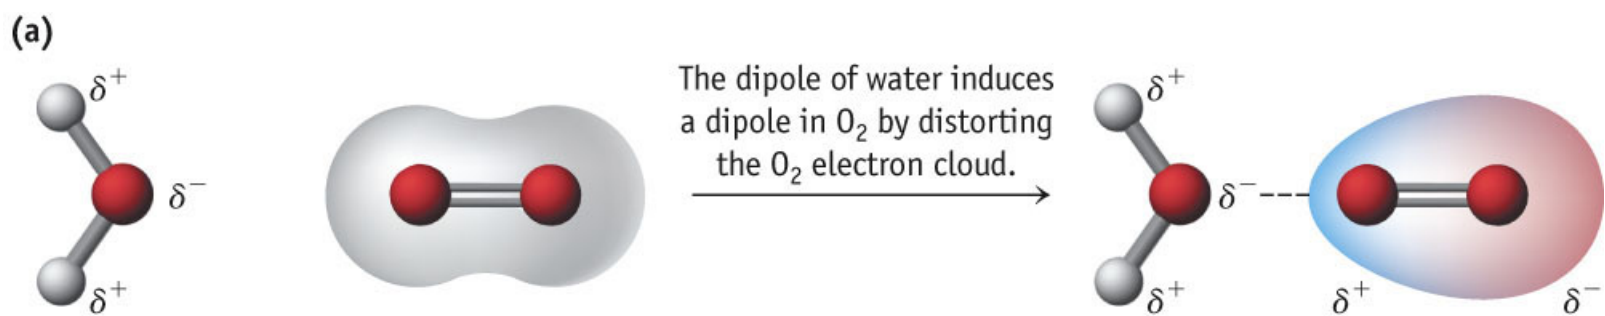 (a)
δ⁺
δ⁻
δ⁺
The dipole of water induces
a dipole in O₂ by distorting
the O₂ electron cloud.
δ⁺
δ⁻
δ⁺
δ⁺
δ⁻